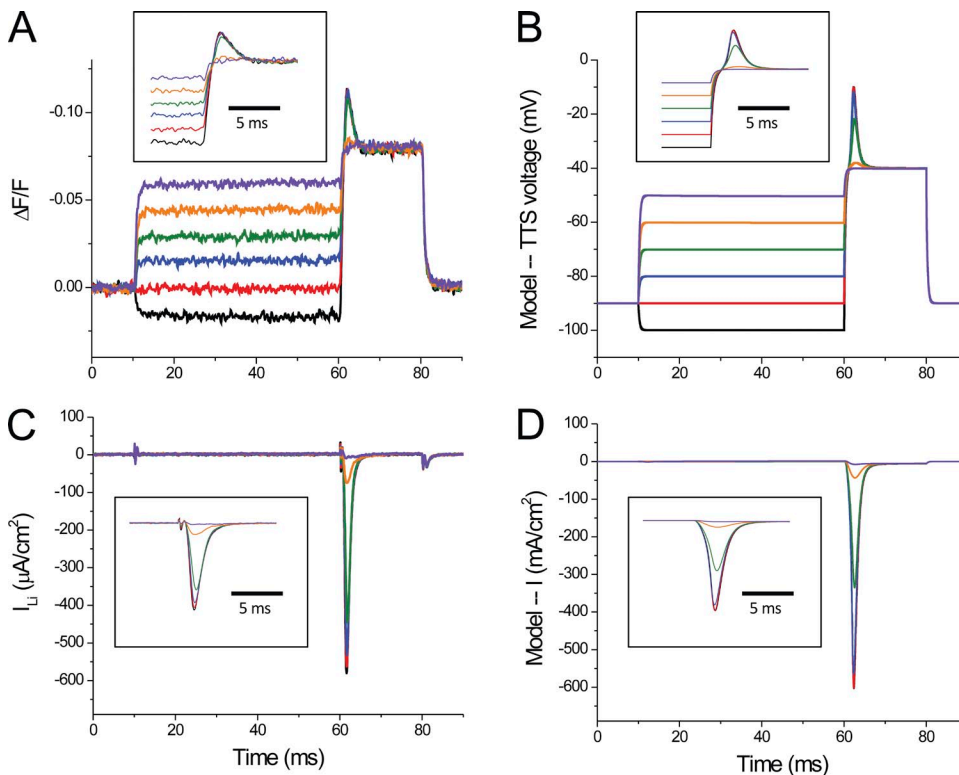 A
5 ms
-0.10
-0.05
0.00
ΔF/F
0 20 40 60 80
B
5 ms
0
-20
-40
-60
-80
-100
Model -- TTS voltage (mV)
0 20 40 60 80
C
100
0
-100
-200
-300
-400
-500
-600
I_Li (µA/cm²)
5 ms
0 20 40 60 80
Time (ms)
D
100
0
-100
-200
-300
-400
-500
-600
Model -- I (mA/cm²)
5 ms
0 20 40 60 80
Time (ms)